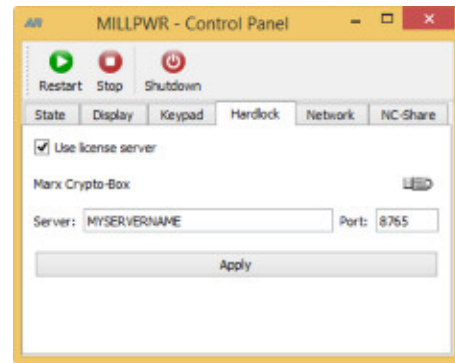 MILLPWR - Control Panel
Restart Stop Shutdown
State Display Keypad Hardlock Network NC-Share
Use license server
Marx Crypto-Box
Server: MYSERVERNAME Port: 8765
Apply